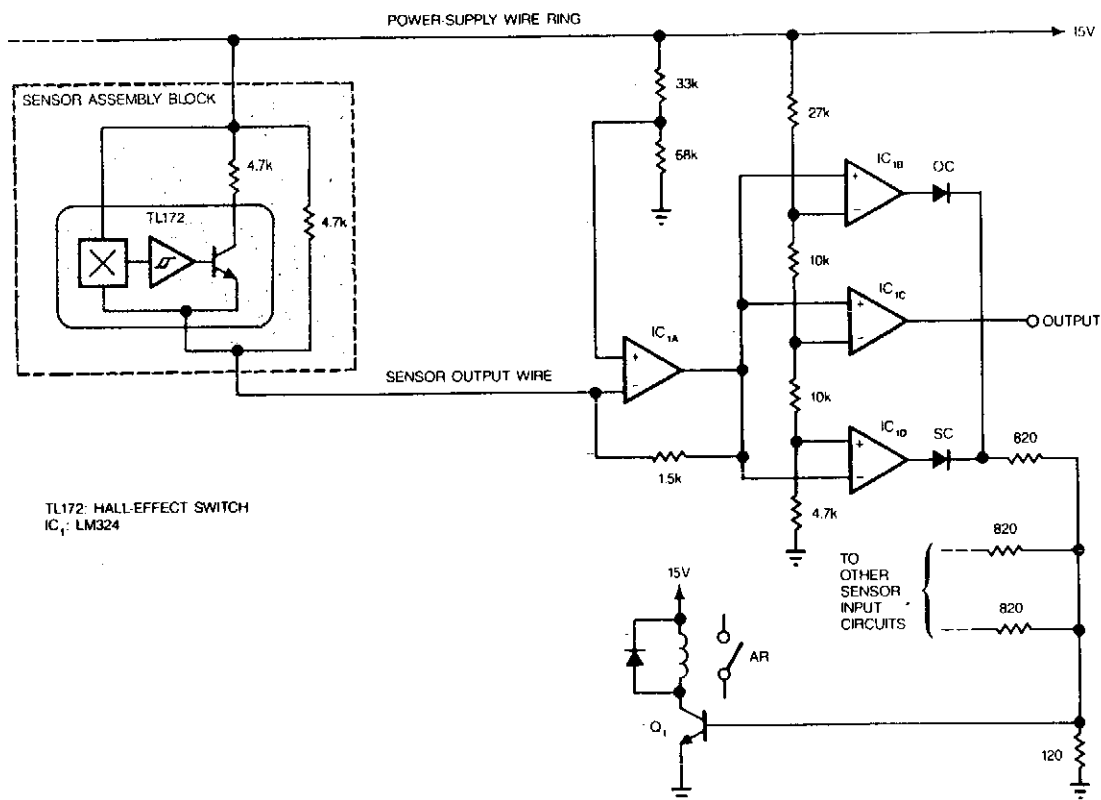 POWER-SUPPLY WIRE RING
15V
SENSOR ASSEMBLY BLOCK
4.7k
TL172
4.7k
33k
68k
27k
IC1B
OC
10k
IC1C
OUTPUT
IC1A
SENSOR OUTPUT WIRE
10k
IC1D
SC
820
1.5k
4.7k
TL172: HALL-EFFECT SWITCH
IC1: LM324
820
TO
OTHER
SENSOR
INPUT
CIRCUITS
820
15V
AR
Q1
120